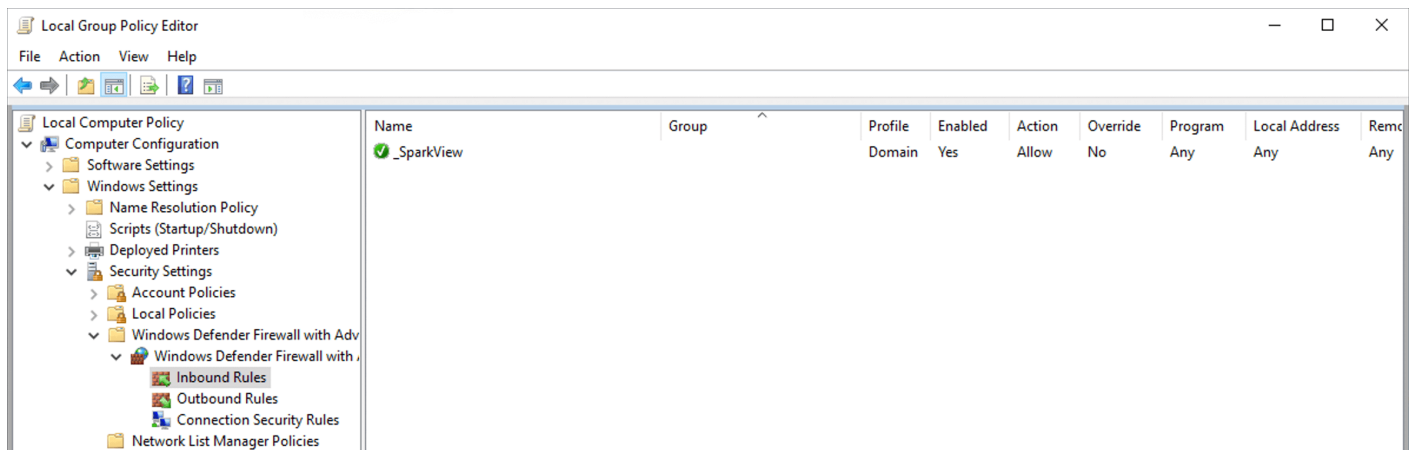 Local Group Policy Editor
File Action View Help
Local Computer Policy
Computer Configuration
Software Settings
Windows Settings
Name Resolution Policy
Scripts (Startup/Shutdown)
Deployed Printers
Security Settings
Account Policies
Local Policies
Windows Defender Firewall with Adv
Windows Defender Firewall with
Inbound Rules
Outbound Rules
Connection Security Rules
Network List Manager Policies
Name Group Profile Enabled Action Override Program Local Address Remo
_SparkView Domain Yes Allow No Any Any Any